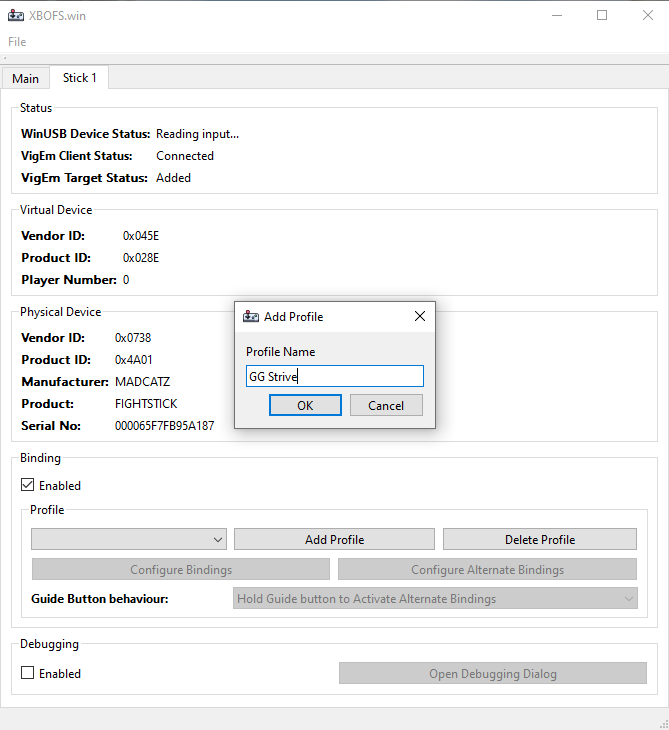 XBOFS.win
File
Main Stick 1
Status
WinUSB Device Status: Reading input...
VigEm Client Status: Connected
VigEm Target Status: Added
Virtual Device
Vendor ID: 0x045E
Product ID: 0x028E
Player Number: 0
Physical Device
Vendor ID: 0x0738
Product ID: 0x4A01
Manufacturer: MADCATZ
Product: FIGHTSTICK
Serial No: 000065F7FB95A187
Add Profile
Profile Name
GG Strive
OK Cancel
Binding
Enabled
Profile
Add Profile Delete Profile
Configure Bindings Configure Alternate Bindings
Guide Button behaviour: Hold Guide button to Activate Alternate Bindings
Debugging
Enabled Open Debugging Dialog